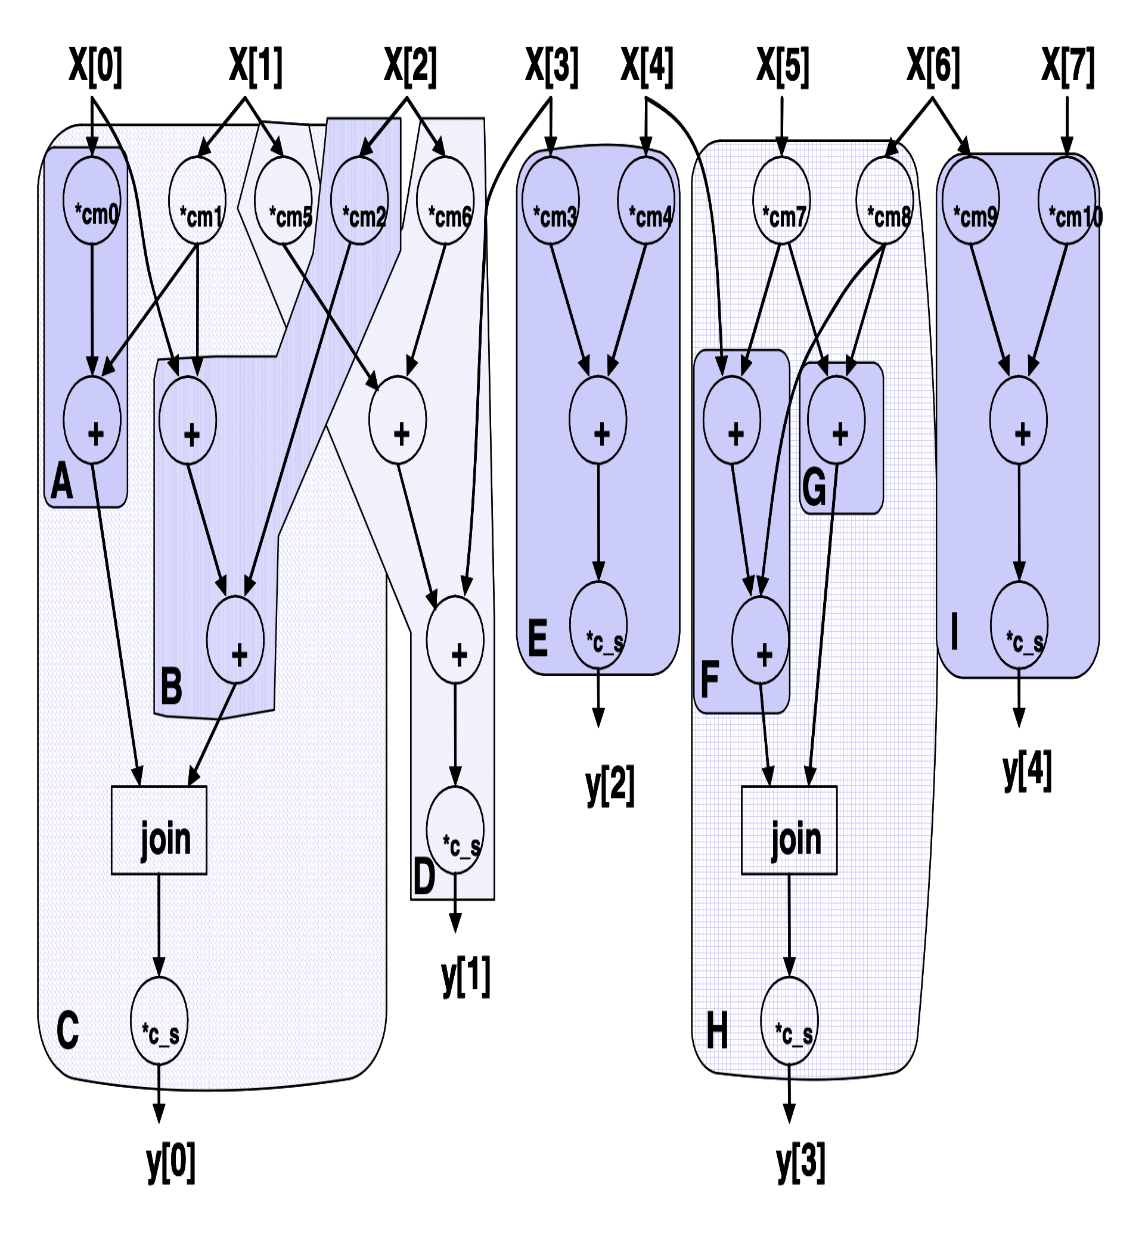 X[0] X[1] X[2] X[3] X[4] X[5] X[6] X[7]
*cm0 *cm1 *cm5 *cm2 *cm6 *cm3 *cm4 *cm7 *cm8 *cm9 *cm10
+ + + + + + +
A G
+ + +
B E *c_s F I *c_s
y[2] y[4]
join *c_s join
D
y[1]
C *c_s H *c_s
y[0] y[3]